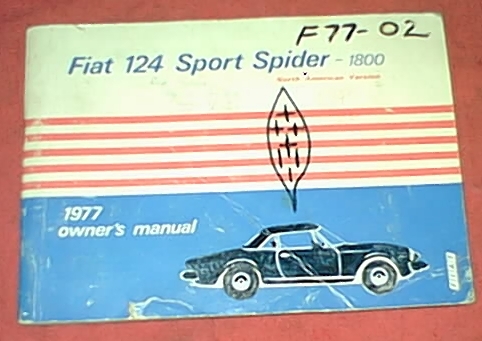 F77-02
Fiat 124 Sport Spider - 1800
North American Version
1977
owner's manual